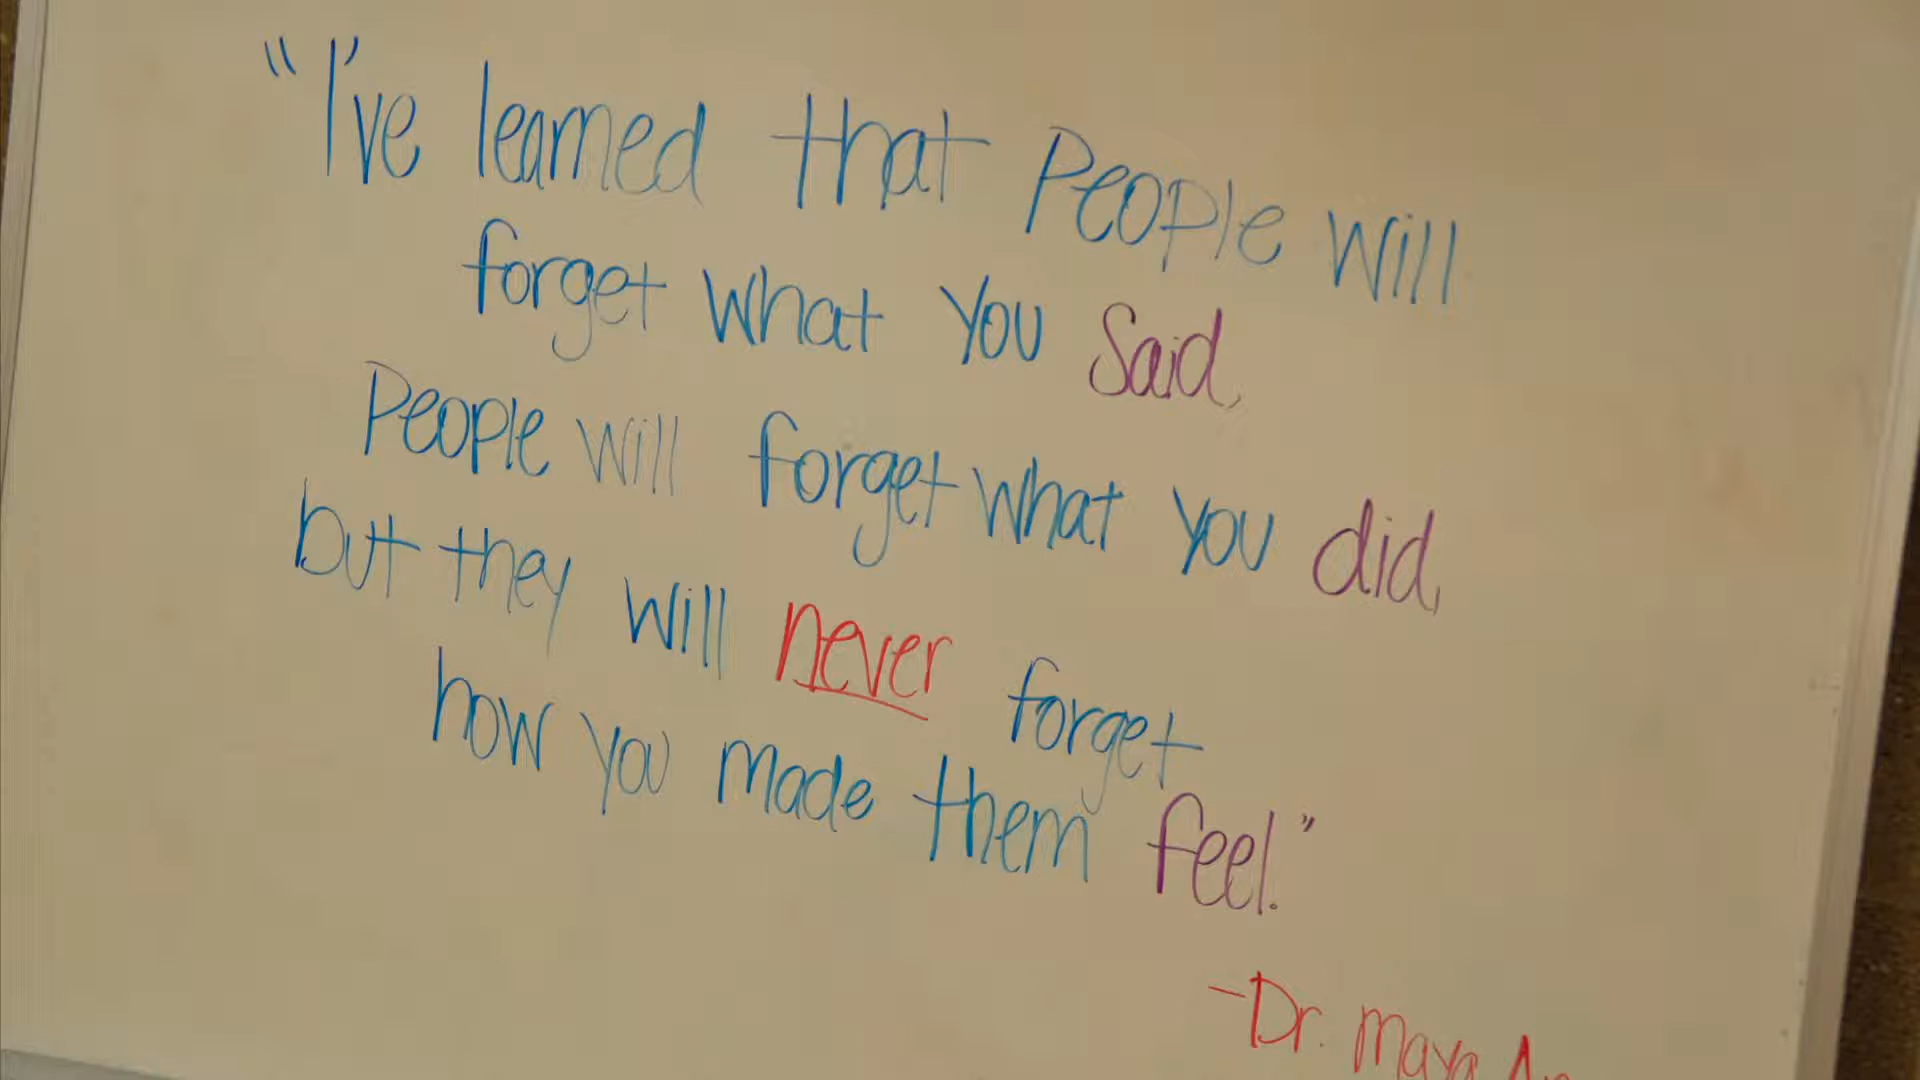 "I've learned that People will
forget what you Said,
People will forget what you did,
but they will never forget
how you made them feel."
-Dr. Maya